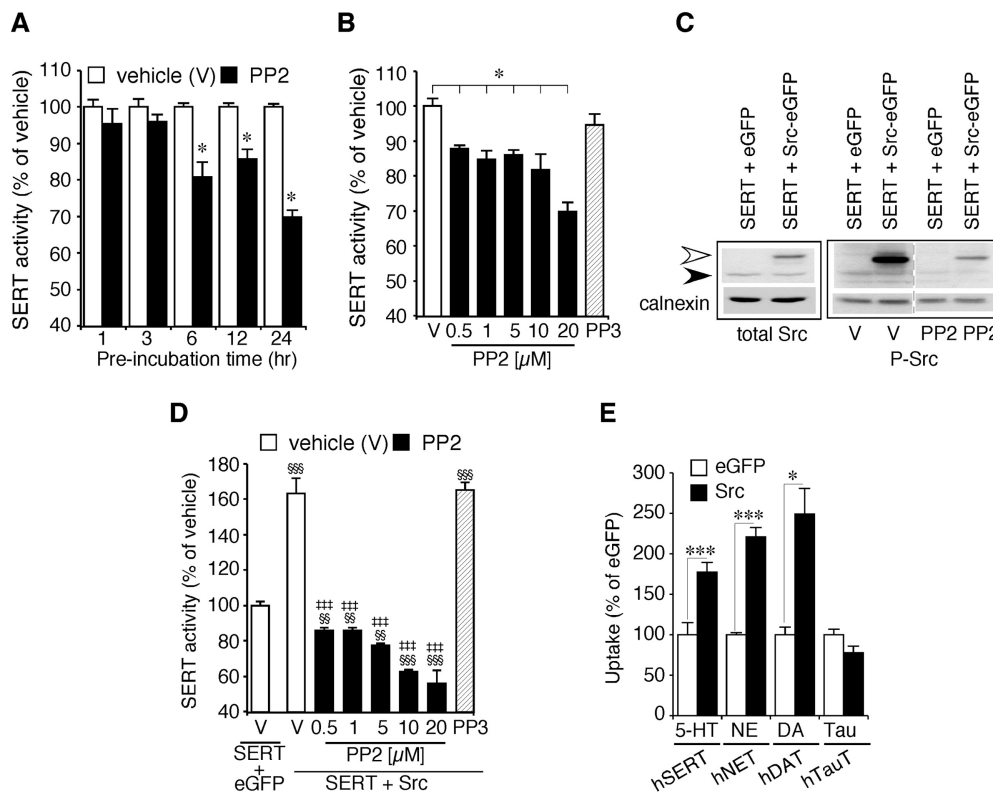 A
vehicle (V) PP2
SERT activity (% of vehicle)
110
100
90
80
70
60
50
40
* * *
1 3 6 12 24
Pre-incubation time (hr)
B
SERT activity (% of vehicle)
110
100
90
80
70
60
50
40
*
V 0.5 1 5 10 20 PP3
PP2 [µM]
C
SERT + eGFP
SERT + Src-eGFP
SERT + eGFP
SERT + Src-eGFP
SERT + eGFP
SERT + Src-eGFP
calnexin
total Src V V PP2 PP2
P-Src
D
vehicle (V) PP2
SERT activity (% of vehicle)
180
160
140
120
100
80
60
40
§§§ §§§
‡‡‡ ‡‡‡ ‡‡‡ ‡‡‡ ‡‡‡
§§ §§ §§ §§§ §§§
V V 0.5 1 5 10 20 PP3
SERT + eGFP
PP2 [µM]
SERT + Src
E
eGFP
Src
Uptake (% of eGFP)
300
250
200
150
100
50
0
*** *** *
5-HT NE DA Tau
hSERT hNET hDAT hTauT